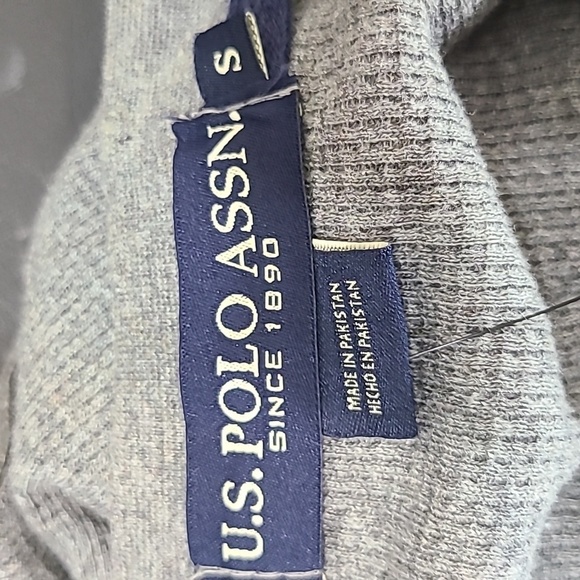 S
U.S. POLO ASSN.
SINCE 1890
MADE IN PAKISTAN
HECHO EN PAKISTAN